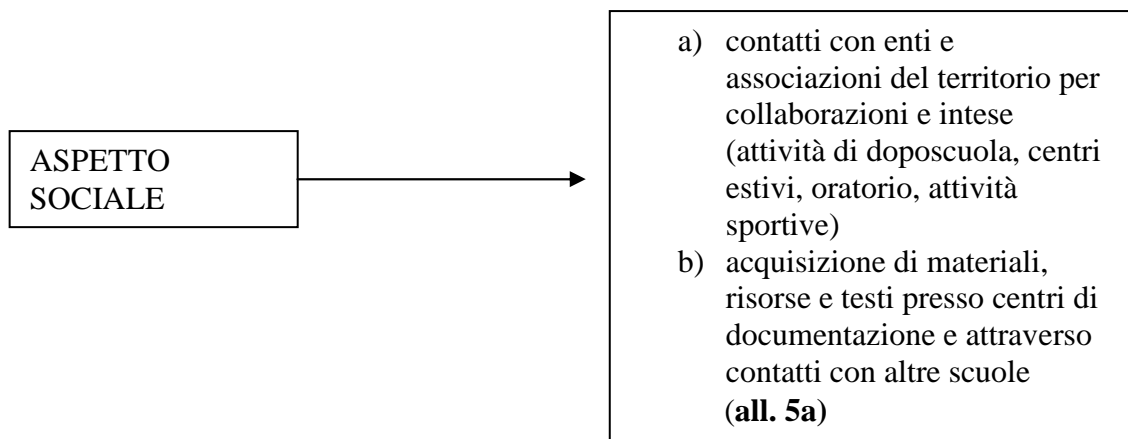 ASPETTO
SOCIALE
a) contatti con enti e
associazioni del territorio per
collaborazioni e intese
(attività di doposcuola, centri
estivi, oratorio, attività
sportive)
b) acquisizione di materiali,
risorse e testi presso centri di
documentazione e attraverso
contatti con altre scuole
(all. 5a)